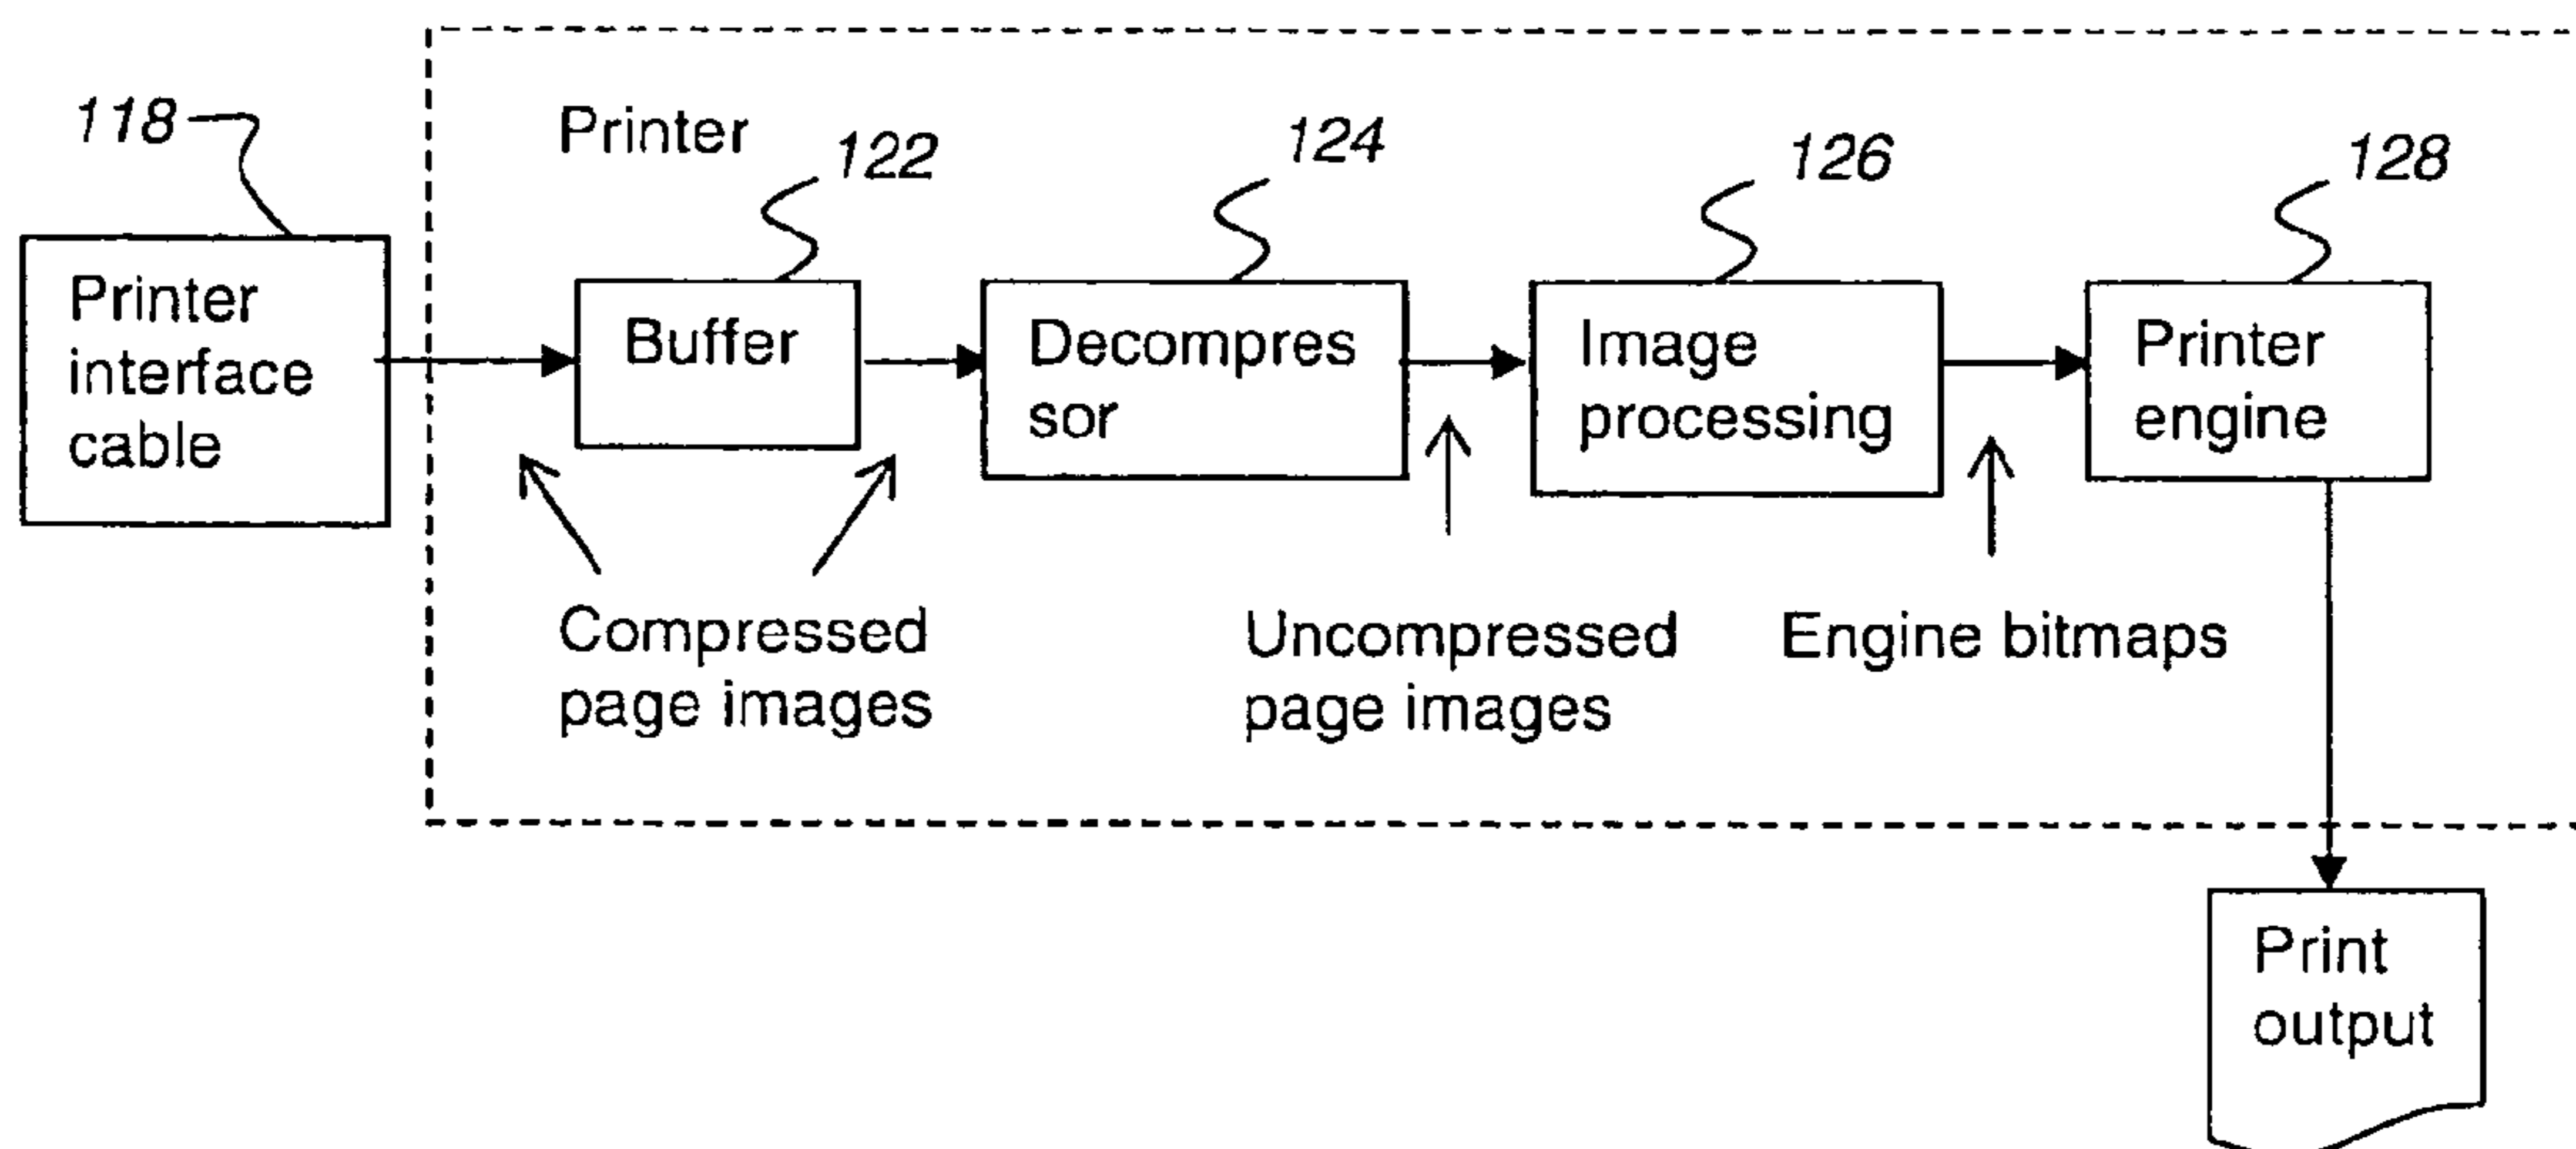 118
Printer
122
124
126
128
Printer
interface
cable
Buffer
Decompres
sor
Image
processing
Printer
engine
Compressed
page images
Uncompressed
page images
Engine bitmaps
Print
output